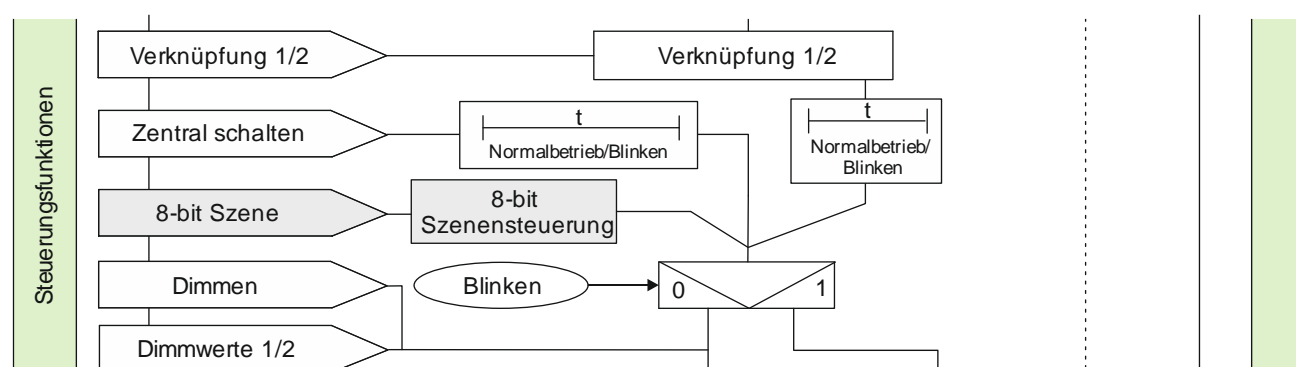 Steuerungsfunktionen
Verknüpfung 1/2
Verknüpfung 1/2
Zentral schalten
t
Normalbetrieb/Blinken
t
Normalbetrieb/
Blinken
8-bit Szene
8-bit
Szenensteuerung
Dimmen
Blinken
0
1
Dimmwerte 1/2